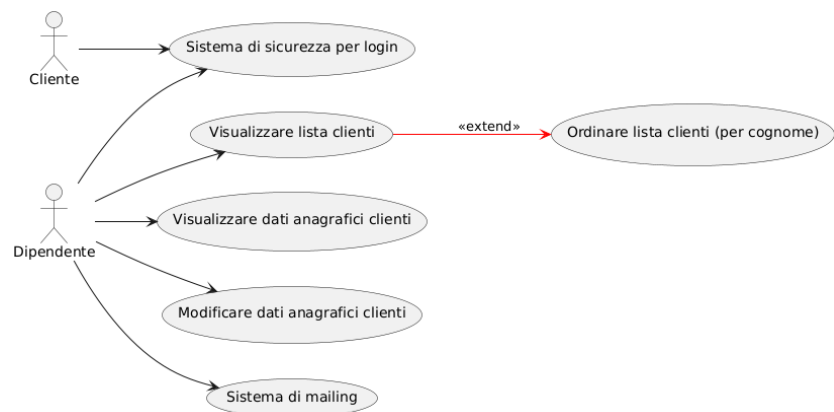 Sistema di sicurezza per login
Cliente
Visualizzare lista clienti
«extend»
Ordinare lista clienti (per cognome)
Visualizzare dati anagrafici clienti
Dipendente
Modificare dati anagrafici clienti
Sistema di mailing